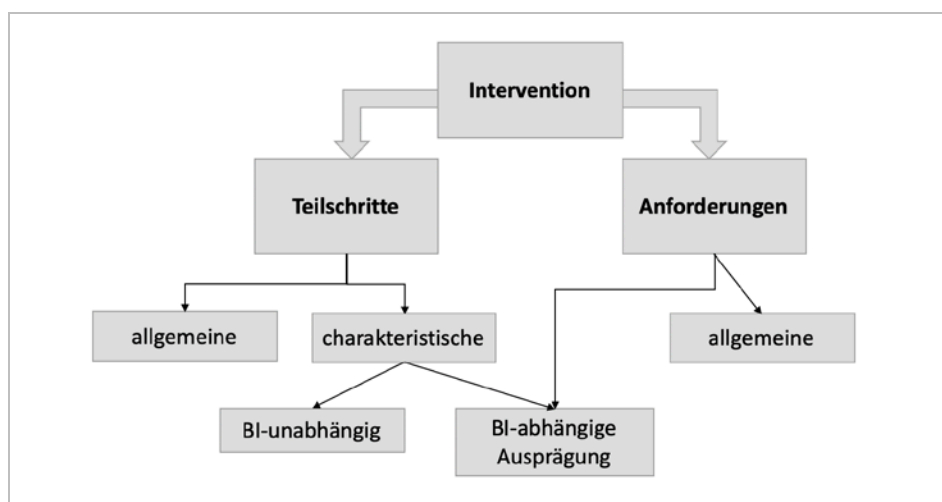 Intervention
Teilschritte
Anforderungen
allgemeine
charakteristische
allgemeine
BI-unabhängig
BI-abhängige
Ausprägung